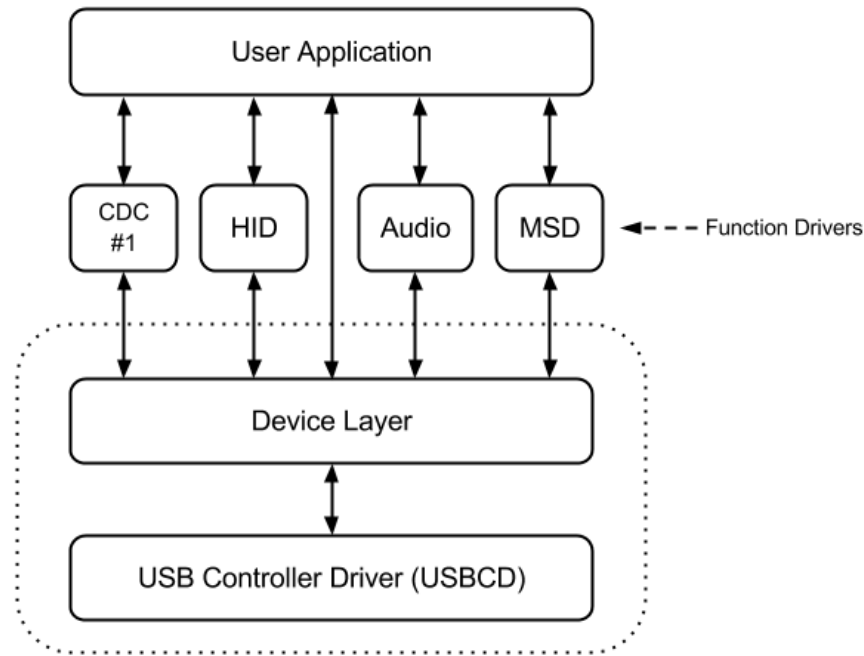 User Application
CDC
#1
HID
Audio
MSD
Function Drivers
Device Layer
USB Controller Driver (USBCD)